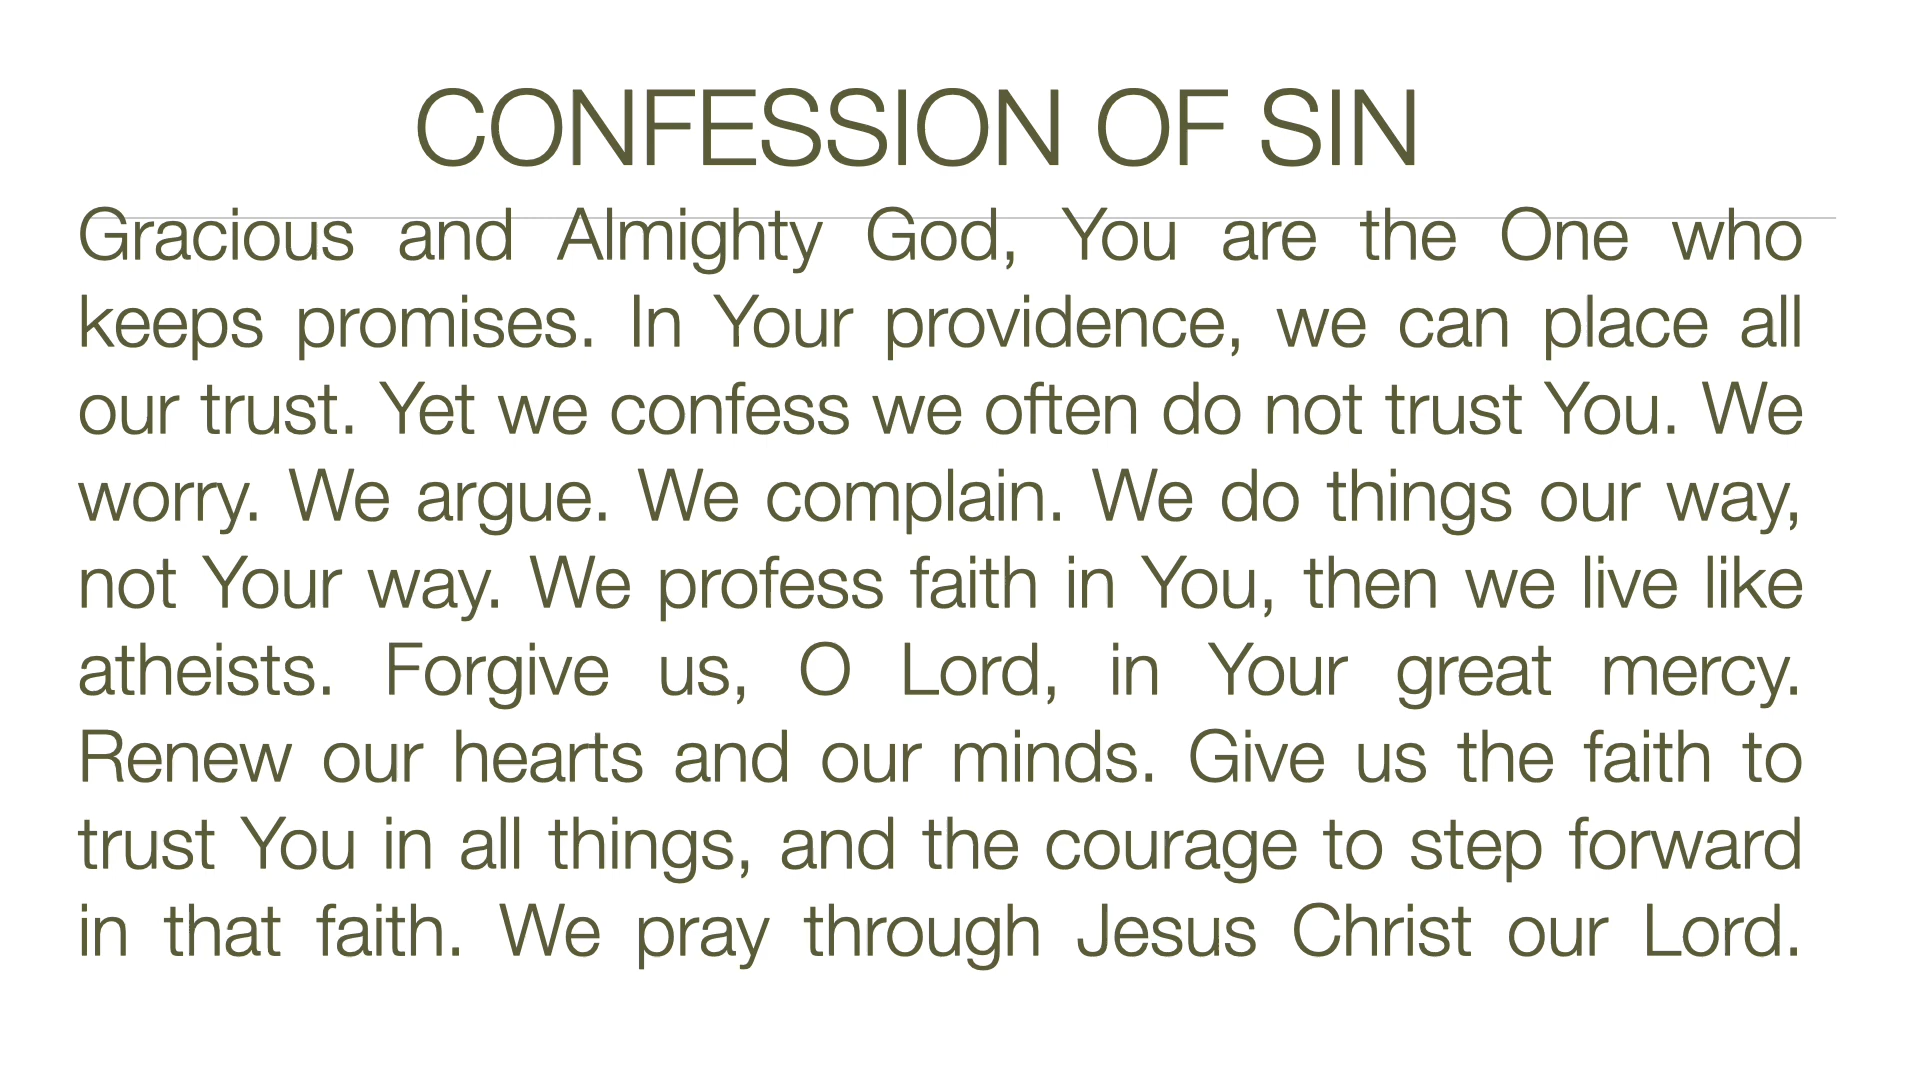 CONFESSION OF SIN
Gracious and Almighty God, You are the One who
keeps promises. In Your providence, we can place all
our trust. Yet we confess we often do not trust You. We
worry. We argue. We complain. We do things our way,
not Your way. We profess faith in You, then we live like
atheists. Forgive us, O Lord, in Your great mercy.
Renew our hearts and our minds. Give us the faith to
trust You in all things, and the courage to step forward
in that faith. We pray through Jesus Christ our Lord.